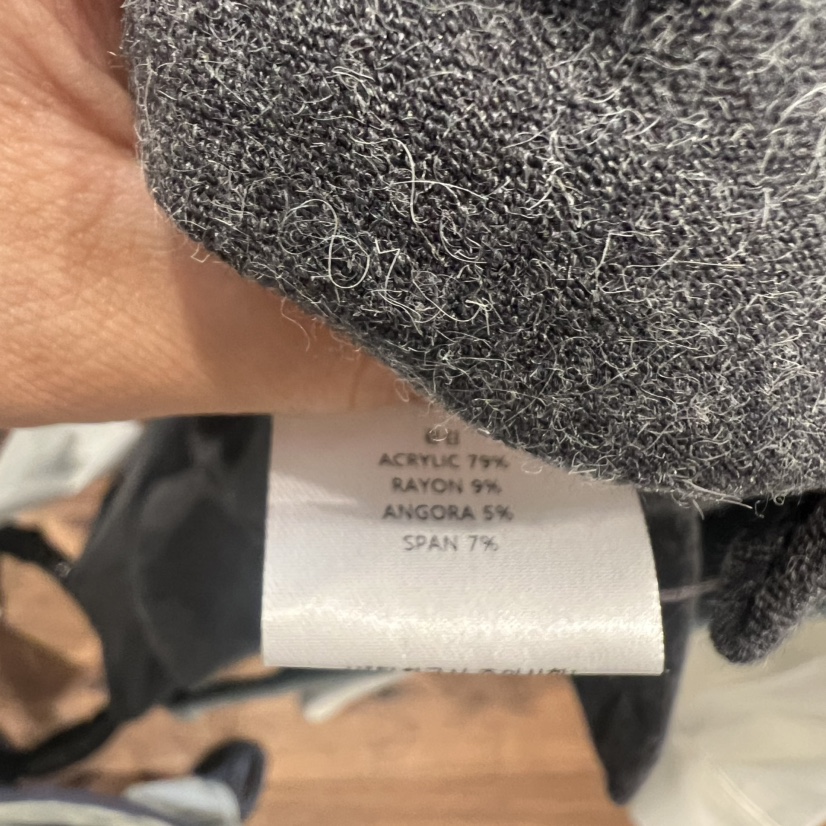 ACRYLIC 79%
RAYON 9%
ANGORA 5%
SPAN 7%